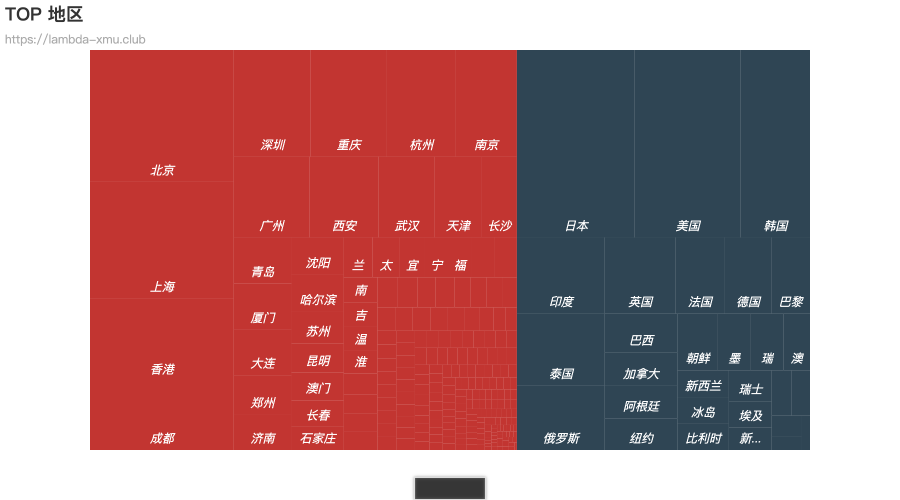 TOP 地区
https://lambda-xmu.club
深圳 重庆 杭州 南京
北京
广州 西安 武汉 天津 长沙 日本 美国 韩国
青岛 沈阳 兰 太 宜 宁 福
上海 哈尔滨 南 印度 英国 法国 德国 巴黎
厦门 苏州 吉
温 巴西
大连 昆明 淮 朝鲜 墨 瑞 澳
香港 泰国 加拿大
澳门 新西兰 瑞士
郑州 阿根廷
长春 冰岛 埃及
成都 济南 石家庄 俄罗斯 纽约 比利时 新...